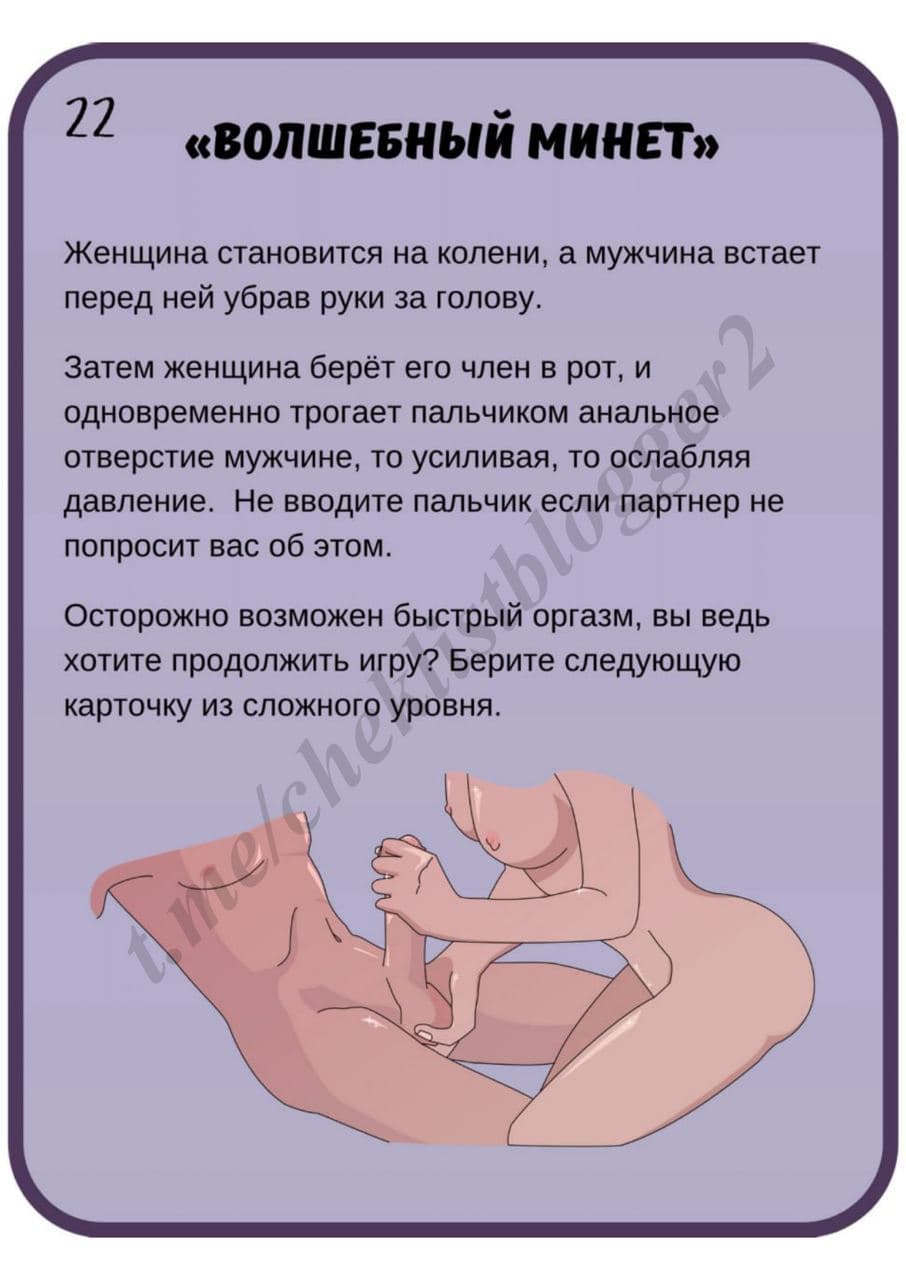 22
«ВОЛШЕБНЫЙ МИНЕТ»
Женщина становится на колени, а мужчина встает
перед ней убрав руки за голову.
Затем женщина берёт его член в рот, и
одновременно трогает пальчиком анальное
отверстие мужчине, то усиливая, то ослабляя
давление.  Не вводите пальчик если партнер не
попросит вас об этом.
Осторожно возможен быстрый оргазм, вы ведь
хотите продолжить игру? Берите следующую
карточку из сложного уровня.
t.me/cheklistblogger2